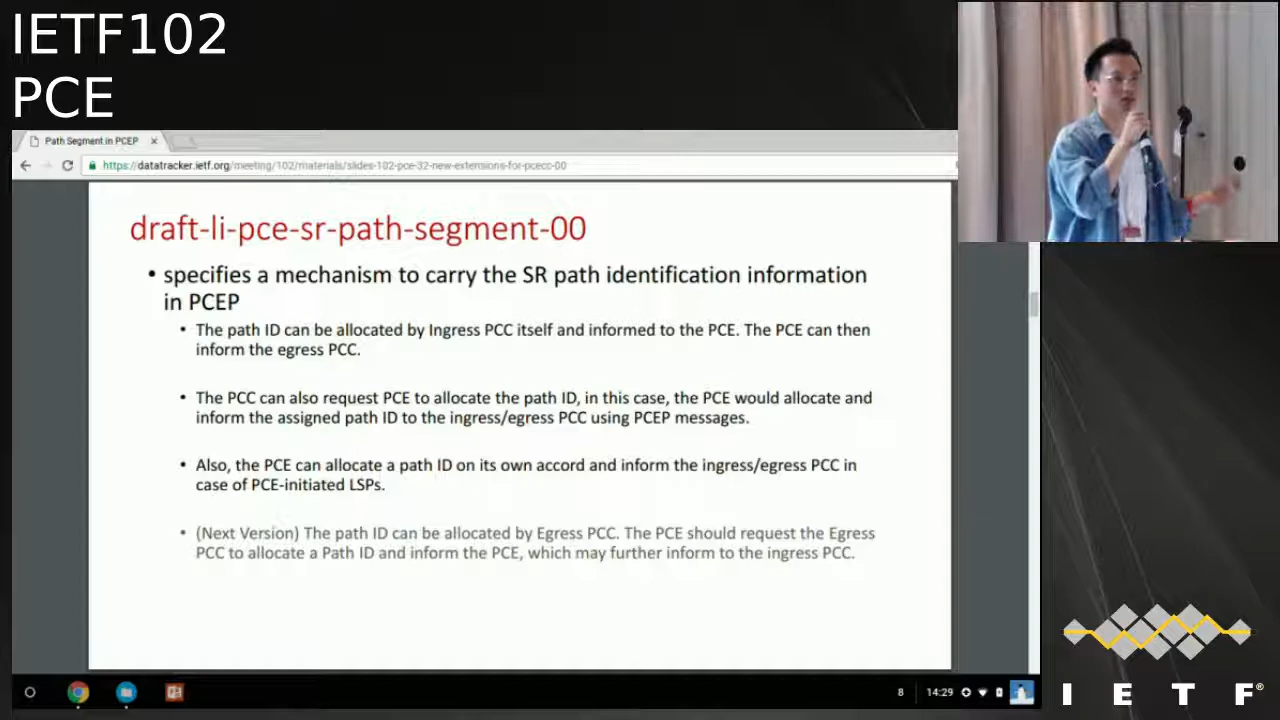 IETF102
PCE
Path Segment in PCEP
https://datatracker.ietf.org/meeting/102/materials/slides-102-pce-32-new-extensions-for-pcecc-00
draft-li-pce-sr-path-segment-00
• specifies a mechanism to carry the SR path identification information
in PCEP
• The path ID can be allocated by Ingress PCC itself and informed to the PCE. The PCE can then
inform the egress PCC.
• The PCC can also request PCE to allocate the path ID, in this case, the PCE would allocate and
inform the assigned path ID to the ingress/egress PCC using PCEP messages.
• Also, the PCE can allocate a path ID on its own accord and inform the ingress/egress PCC in
case of PCE-initiated LSPs.
• (Next Version) The path ID can be allocated by Egress PCC. The PCE should request the Egress
PCC to allocate a Path ID and inform the PCE, which may further inform to the ingress PCC.
8 14:29
I E T F®